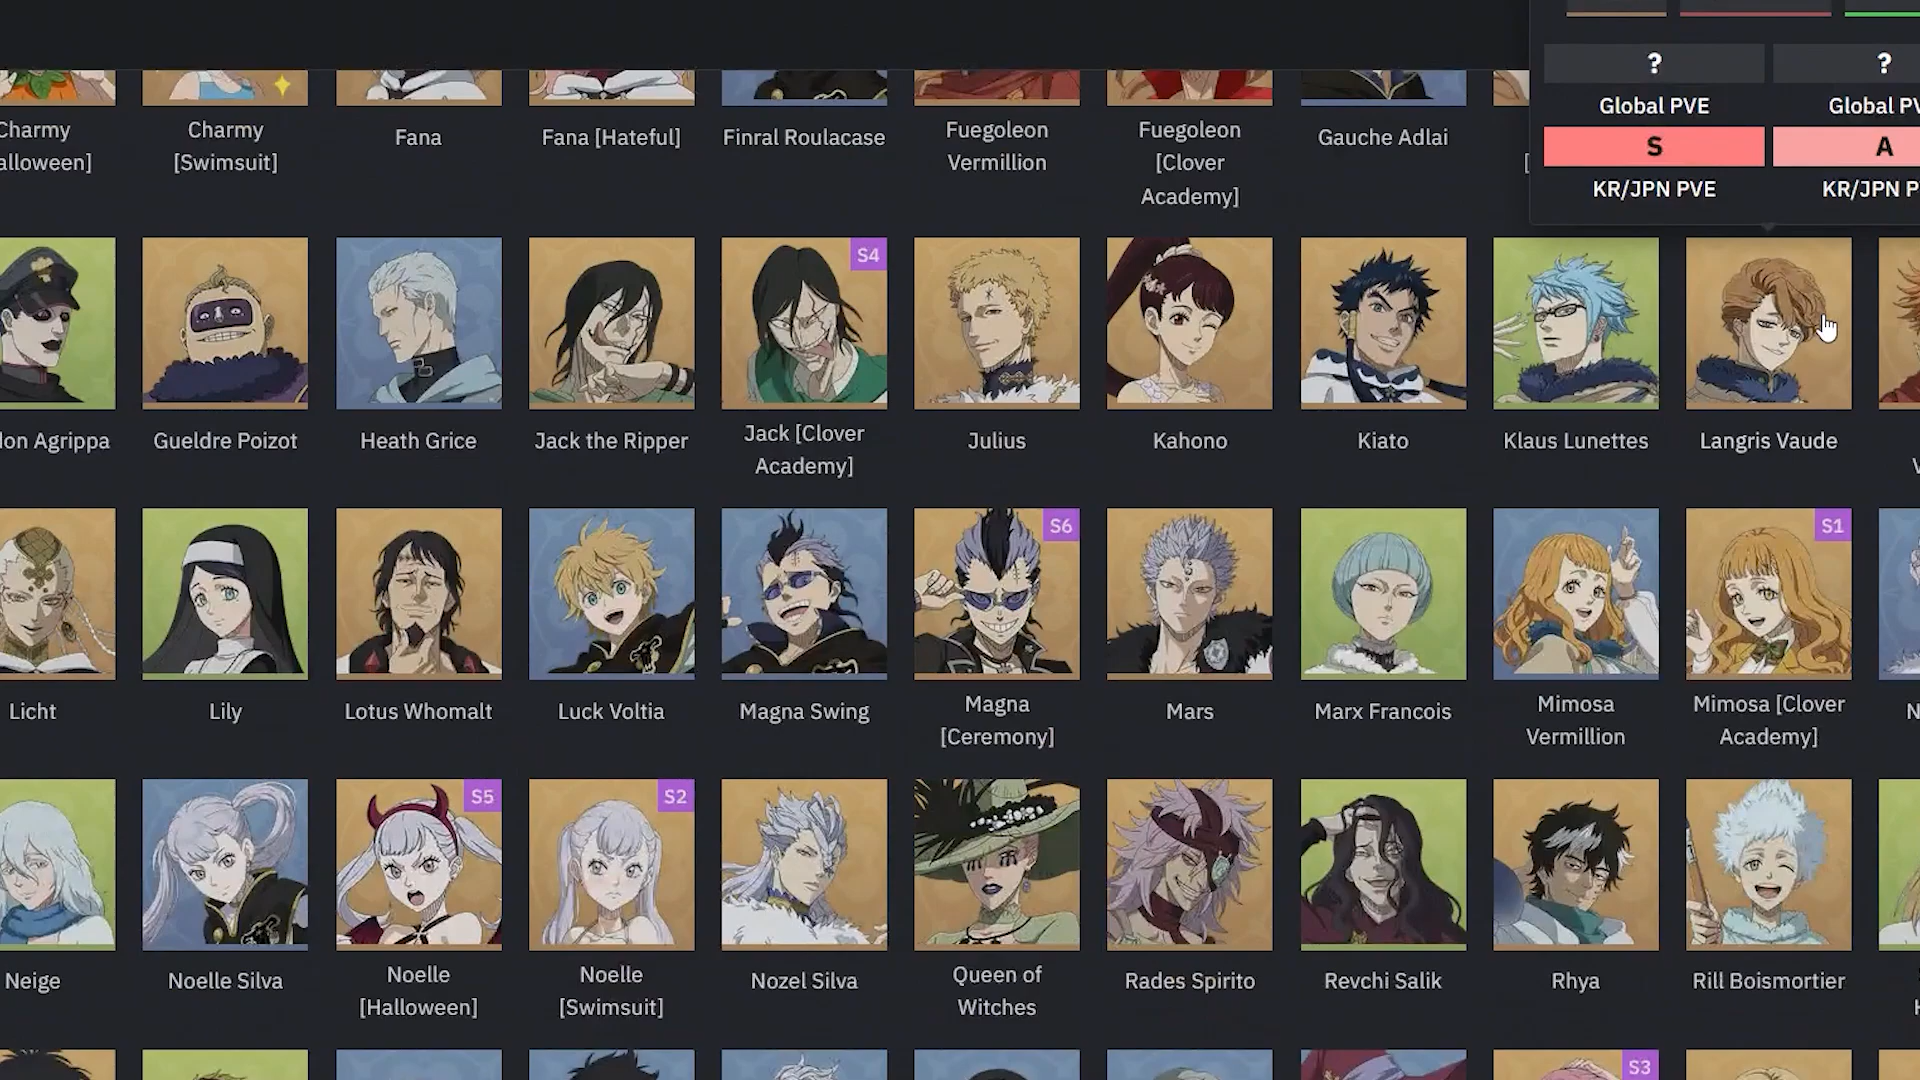 ?
?
Global PVE
Global PV
S
A
KR/JPN PVE
KR/JPN P
Charmy
alloween]
Charmy
[Swimsuit]
Fana
Fana [Hateful]
Finral Roulacase
Fuegoleon
Vermillion
Fuegoleon
[Clover
Academy]
Gauche Adlai
[
S4
don Agrippa
Gueldre Poizot
Heath Grice
Jack the Ripper
Jack [Clover
Academy]
Julius
Kahono
Kiato
Klaus Lunettes
Langris Vaude
V
S6
S1
Licht
Lily
Lotus Whomalt
Luck Voltia
Magna Swing
Magna
[Ceremony]
Mars
Marx Francois
Mimosa
Vermillion
Mimosa [Clover
Academy]
N
S5
S2
Neige
Noelle Silva
Noelle
[Halloween]
Noelle
[Swimsuit]
Nozel Silva
Queen of
Witches
Rades Spirito
Revchi Salik
Rhya
Rill Boismortier
S3